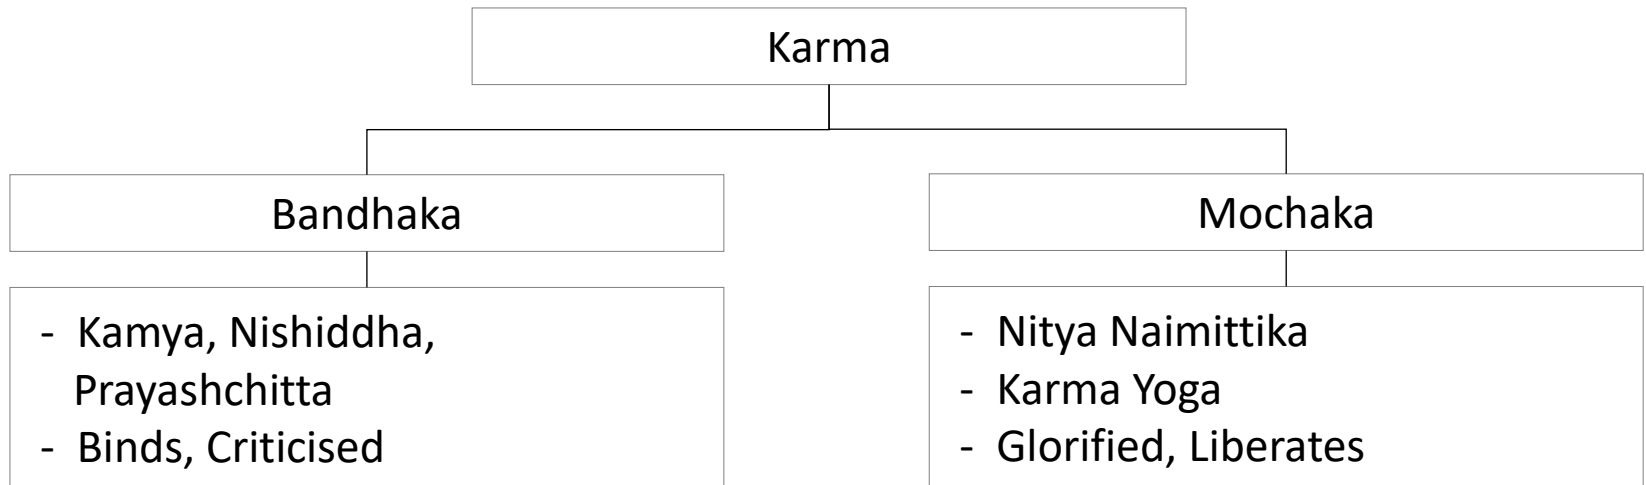 Karma
Bandhaka
Mochaka
- Kamya, Nishiddha,
Prayashchitta
- Binds, Criticised
- Nitya Naimittika
- Karma Yoga
- Glorified, Liberates